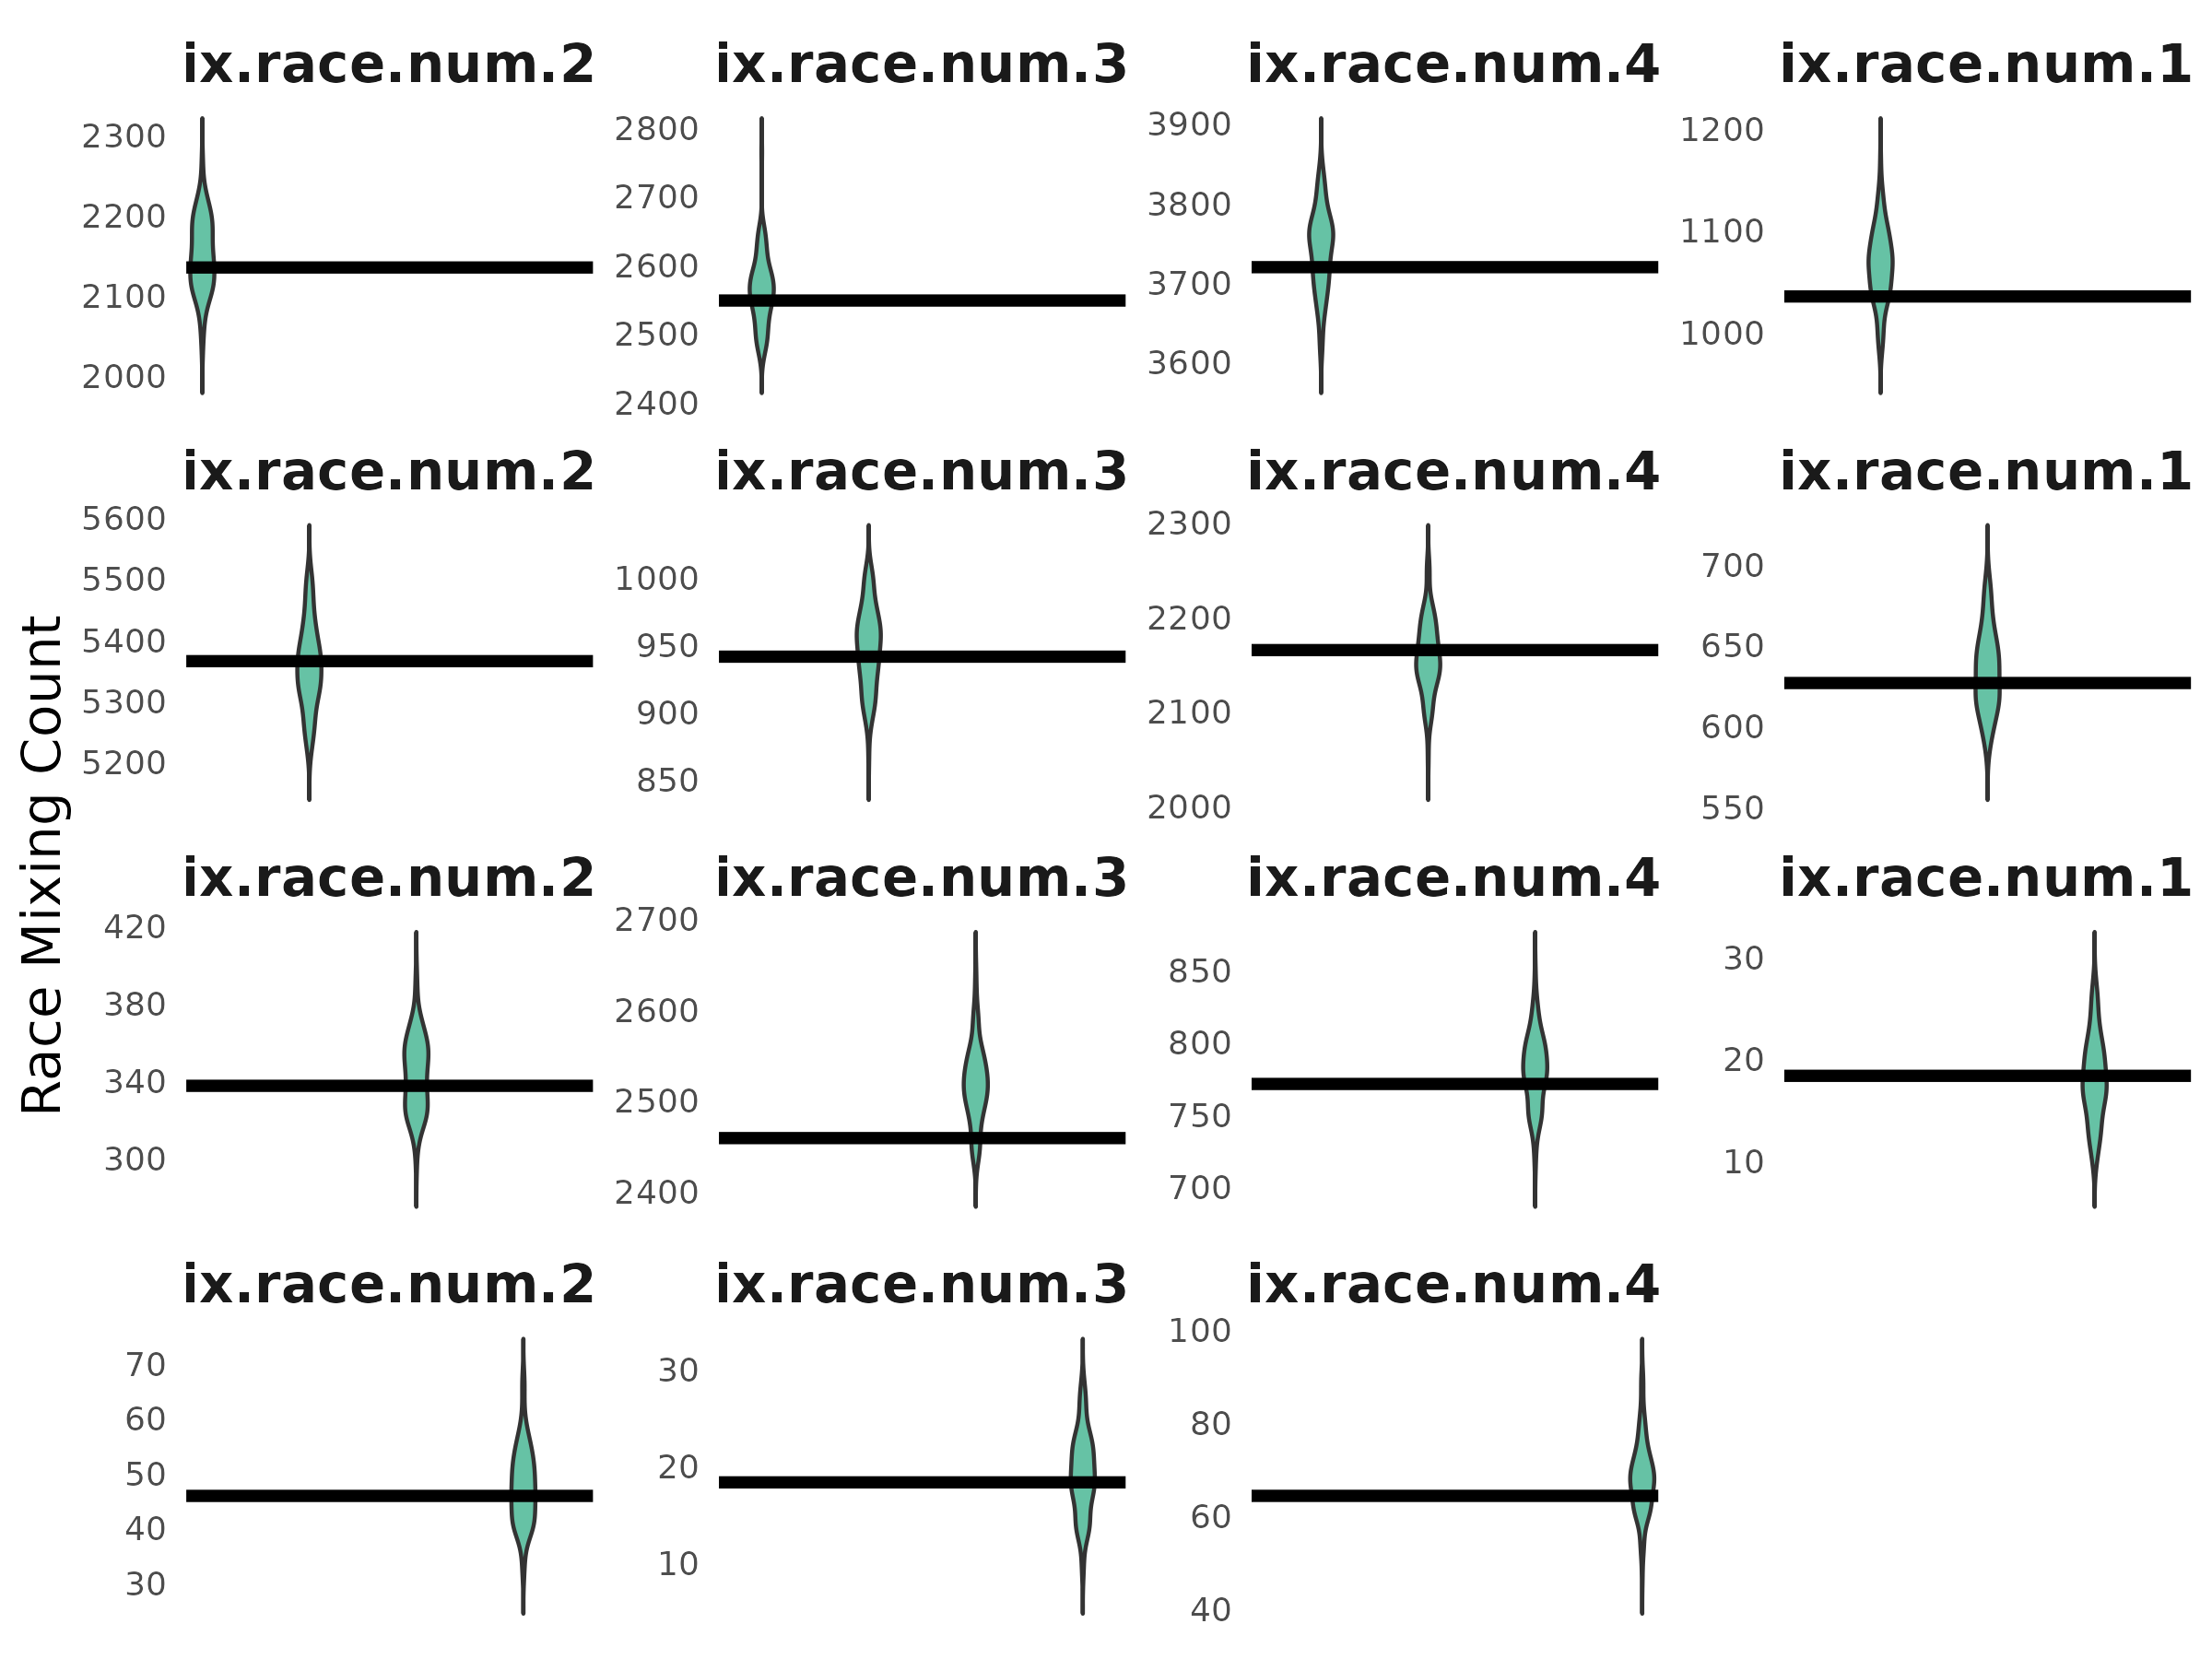 ix.race.num.2 ix.race.num.3 ix.race.num.4 ix.race.num.1
2300 2800 3900 1200
2200 2700 3800 1100
2100 2600 3700 1000
2000 2500 3600
2400
ix.race.num.2 ix.race.num.3 ix.race.num.4 ix.race.num.1
5600 1000 2300 700
5500 950 2200 650
5400 900 2100 600
5300 850 2000 550
5200
Race Mixing Count
ix.race.num.2 ix.race.num.3 ix.race.num.4 ix.race.num.1
420 2700 850 30
380 2600 800 20
340 2500 750 10
300 2400 700
ix.race.num.2 ix.race.num.3 ix.race.num.4
70 30 100
60 20 80
50 10 60
40 40
30